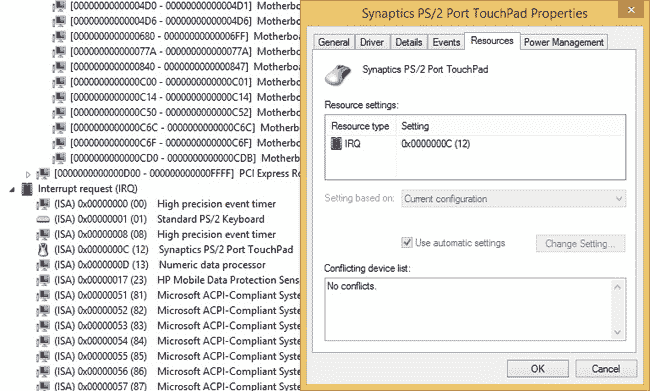 [00000000000004D0 - 00000000000004D1] Motherbo
[00000000000004D6 - 00000000000004D6] Motherbo
[0000000000000680 - 00000000000006FF] Motherbo
[000000000000077A - 000000000000077A] Motherbo
[0000000000000840 - 0000000000000847] Motherbo
[0000000000000C00 - 0000000000000C01] Motherbo
[0000000000000C14 - 0000000000000C14] Motherbo
[0000000000000C50 - 0000000000000C52] Motherbo
[0000000000000C6C - 0000000000000C6C] Motherb
[0000000000000C6F - 0000000000000C6F] Motherbo
[0000000000000CD0 - 0000000000000CDB] Motherb
[0000000000000D00 - 000000000000FFFF] PCI Express Ro
Interrupt request (IRQ)
(ISA) 0x00000000 (00) High precision event timer
(ISA) 0x00000001 (01) Standard PS/2 Keyboard
(ISA) 0x00000008 (08) High precision event timer
(ISA) 0x0000000C (12) Synaptics PS/2 Port TouchPad
(ISA) 0x0000000D (13) Numeric data processor
(ISA) 0x00000017 (23) HP Mobile Data Protection Sens
(ISA) 0x00000051 (81) Microsoft ACPI-Compliant Syste
(ISA) 0x00000052 (82) Microsoft ACPI-Compliant Syste
(ISA) 0x00000053 (83) Microsoft ACPI-Compliant Syste
(ISA) 0x00000054 (84) Microsoft ACPI-Compliant Syste
(ISA) 0x00000055 (85) Microsoft ACPI-Compliant Syste
(ISA) 0x00000056 (86) Microsoft ACPI-Compliant Syste
(ISA) 0x00000057 (87) Microsoft ACPI-Compliant Syste
Synaptics PS/2 Port TouchPad Properties
General Driver Details Events Resources Power Management
Synaptics PS/2 Port TouchPad
Resource settings:
Resource type Setting
IRQ 0x0000000C (12)
Setting based on: Current configuration
Use automatic settings Change Setting...
Conflicting device list:
No conflicts.
OK Cancel